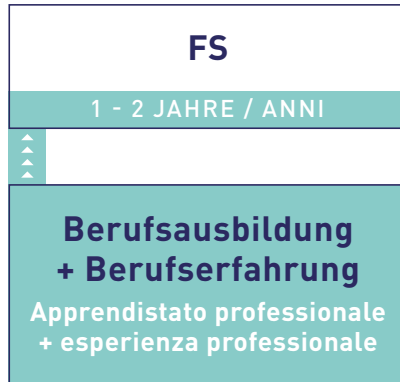 FS
1 - 2 JAHRE / ANNI
Berufsausbildung
+ Berufserfahrung
Apprendistato professionale
+ esperienza professionale